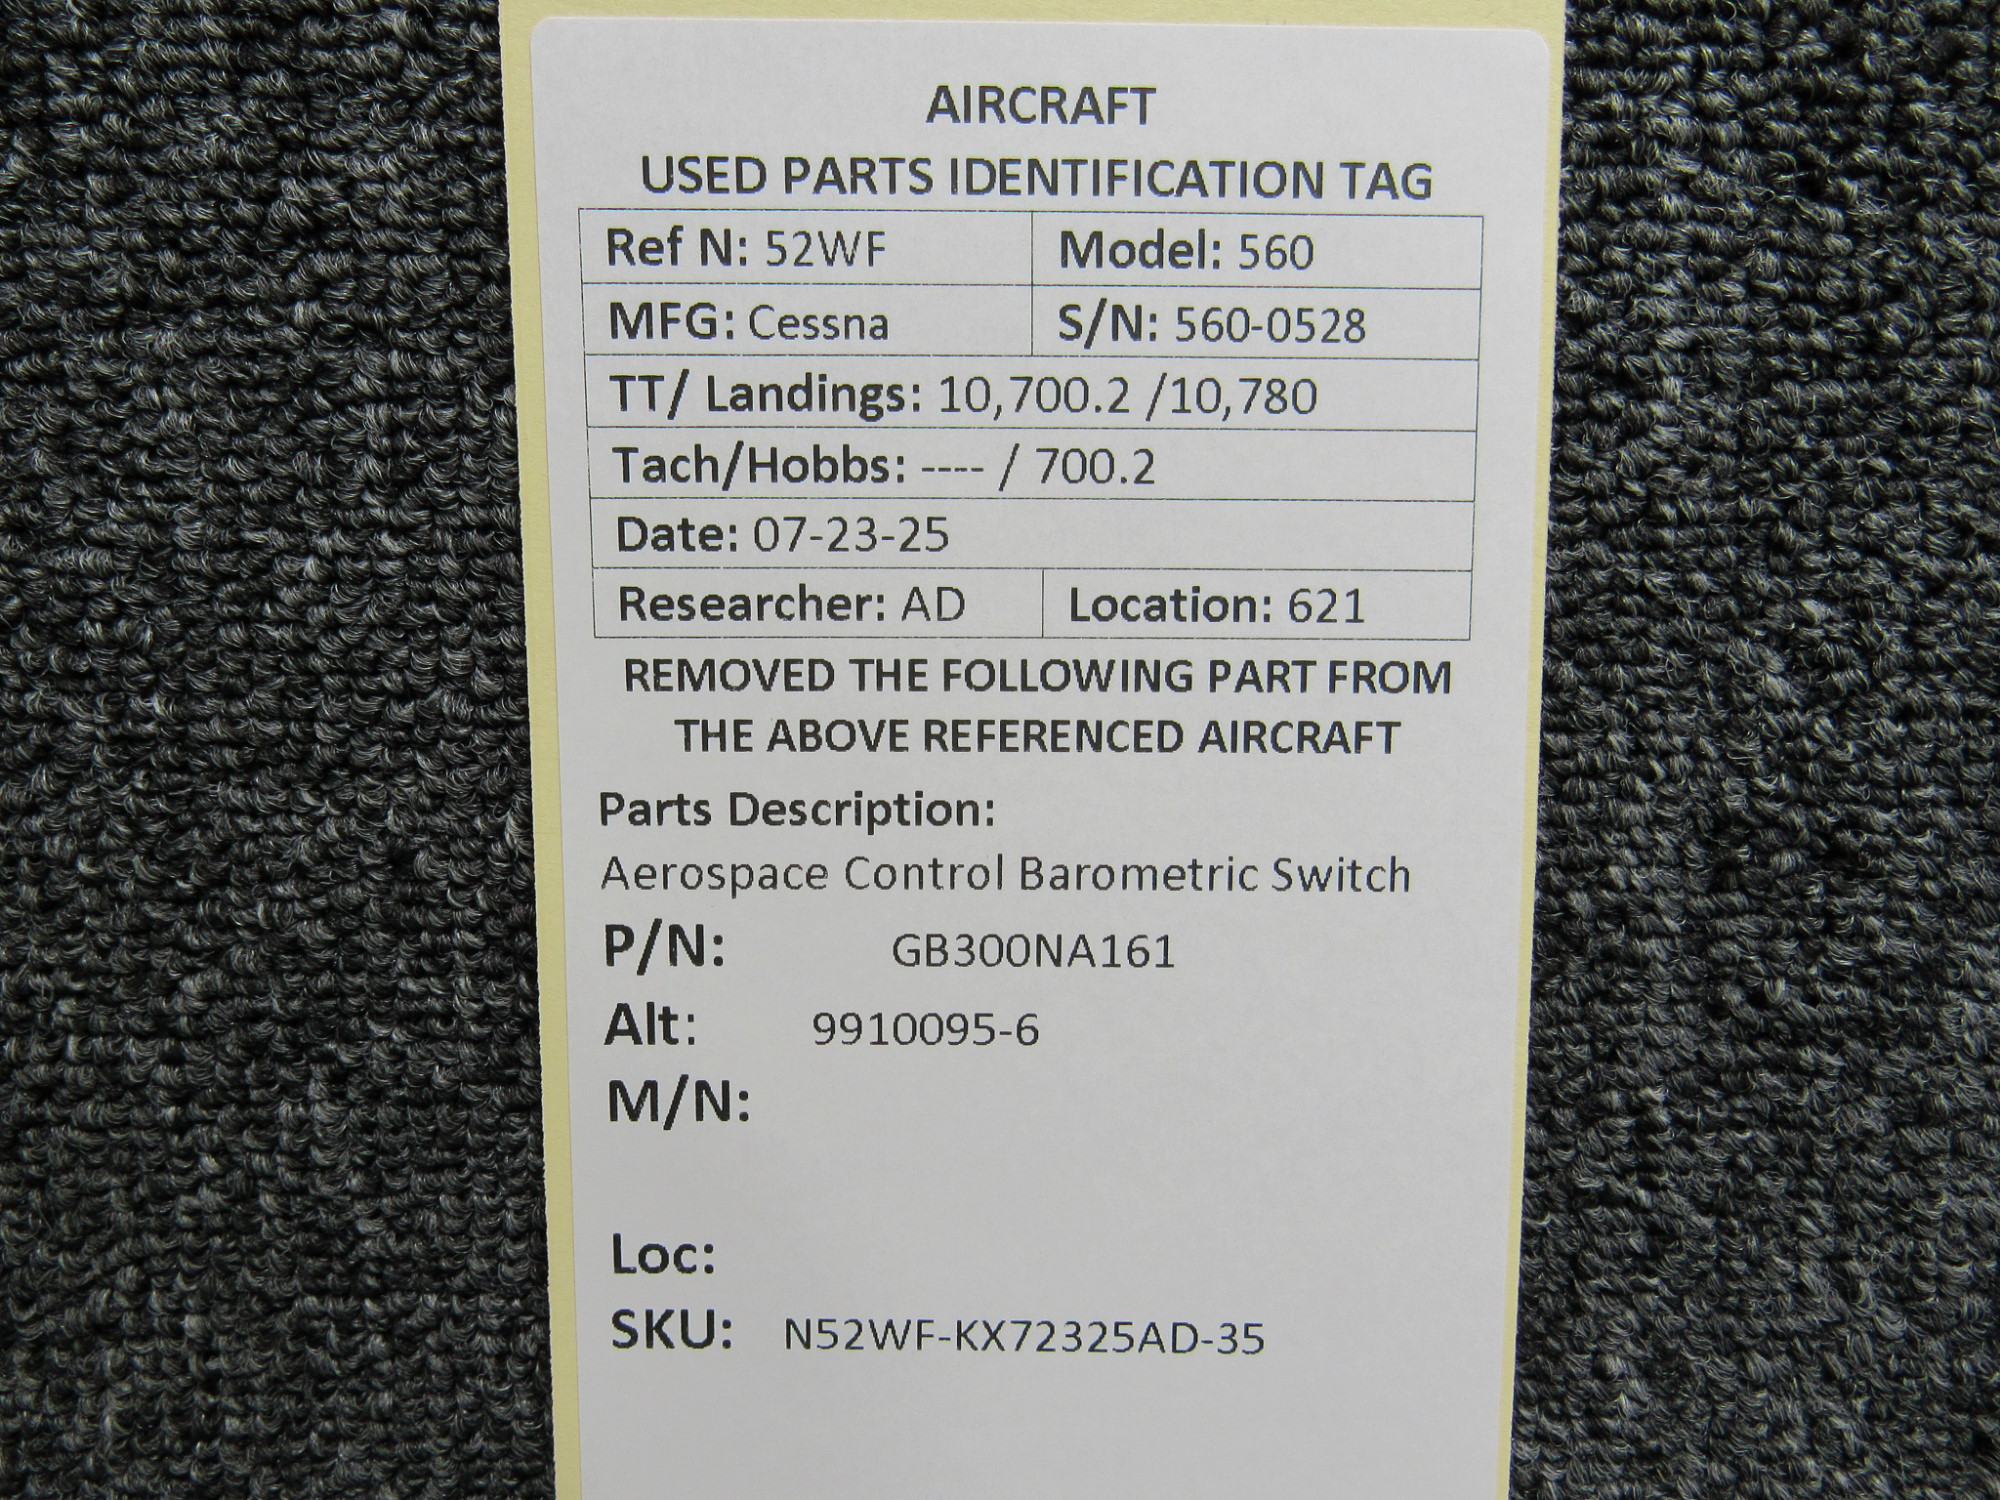 AIRCRAFT
USED PARTS IDENTIFICATION TAG
Ref N: 52WF Model: 560
MFG: Cessna S/N: 560-0528
TT/ Landings: 10,700.2 /10,780
Tach/Hobbs: ---- / 700.2
Date: 07-23-25
Researcher: AD Location: 621
REMOVED THE FOLLOWING PART FROM
THE ABOVE REFERENCED AIRCRAFT
Parts Description:
Aerospace Control Barometric Switch
P/N: GB300NA161
Alt: 9910095-6
M/N:
Loc:
SKU: N52WF-KX72325AD-35